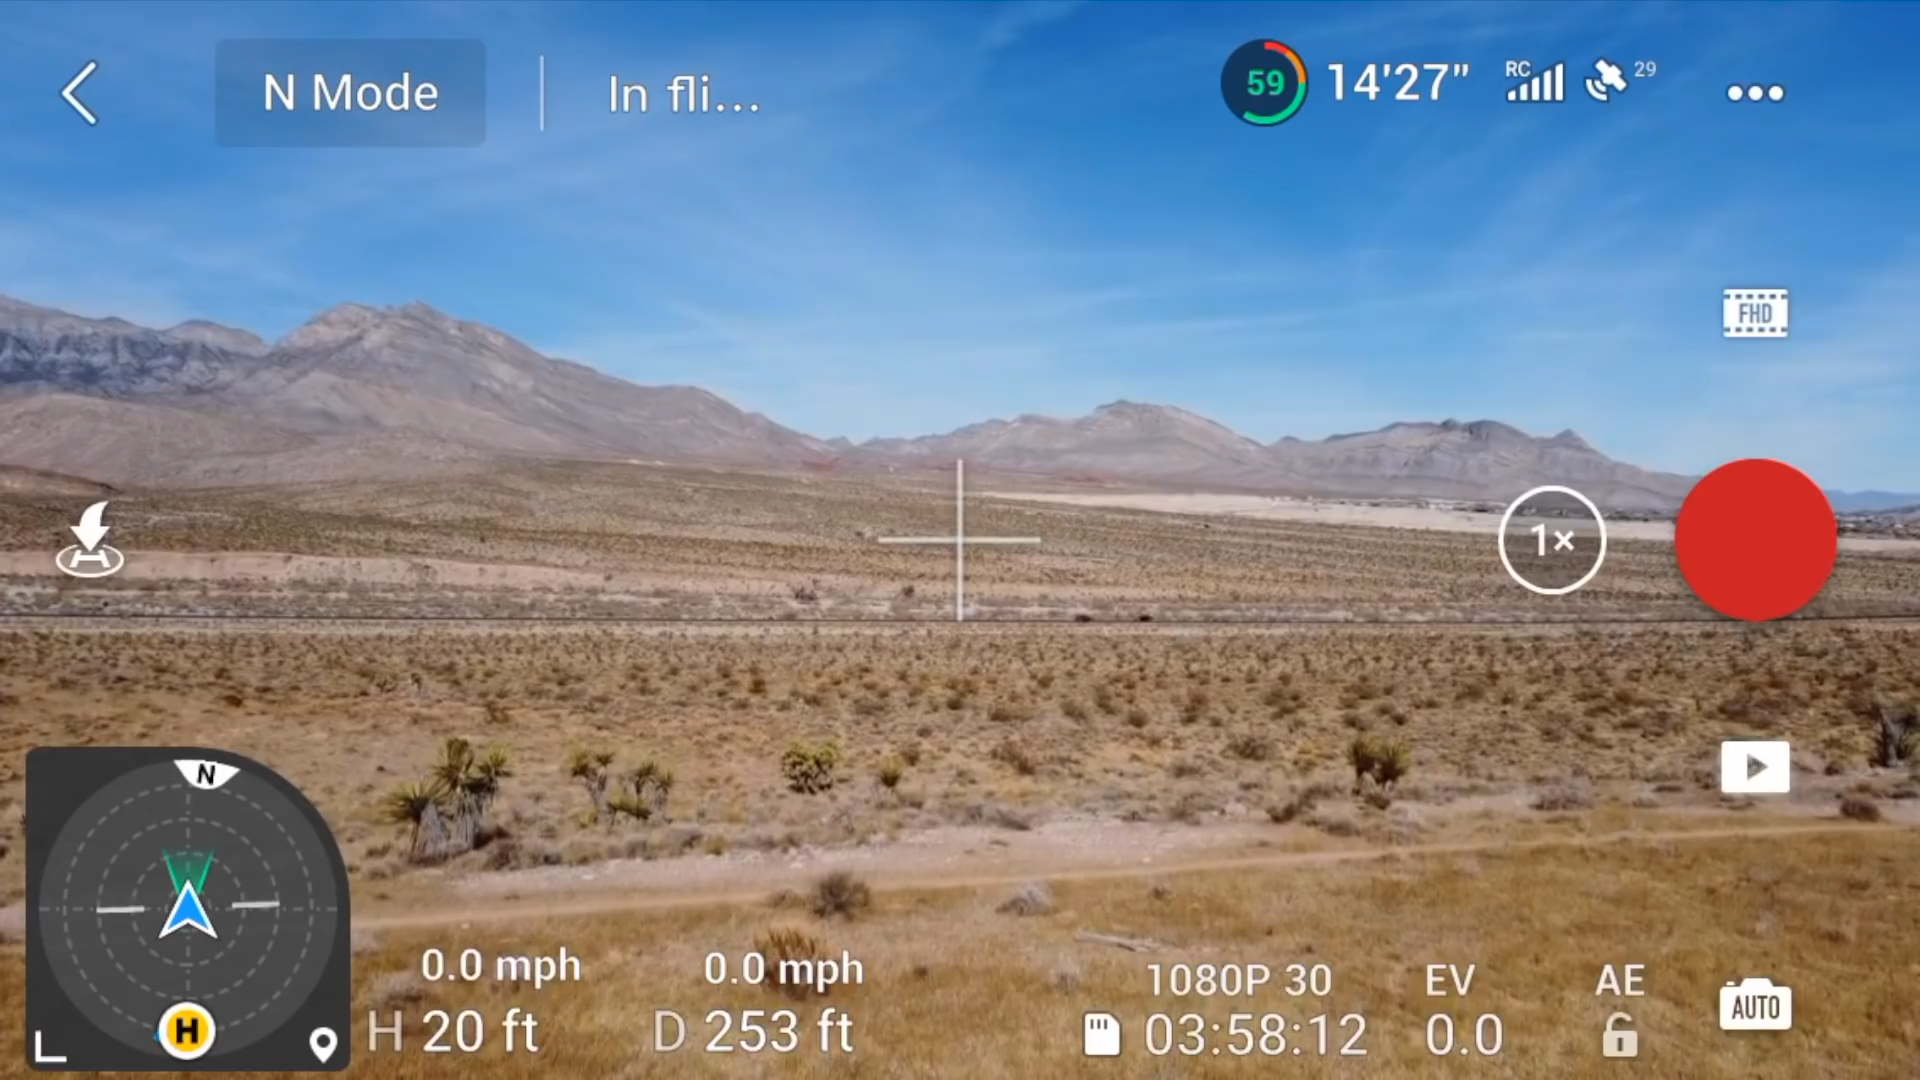 N Mode
In fli...
59
14'27"
RC
29
FHD
1×
N
H
0.0 mph
0.0 mph
H 20 ft
D 253 ft
1080P 30
03:58:12
EV
0.0
AE
AUTO